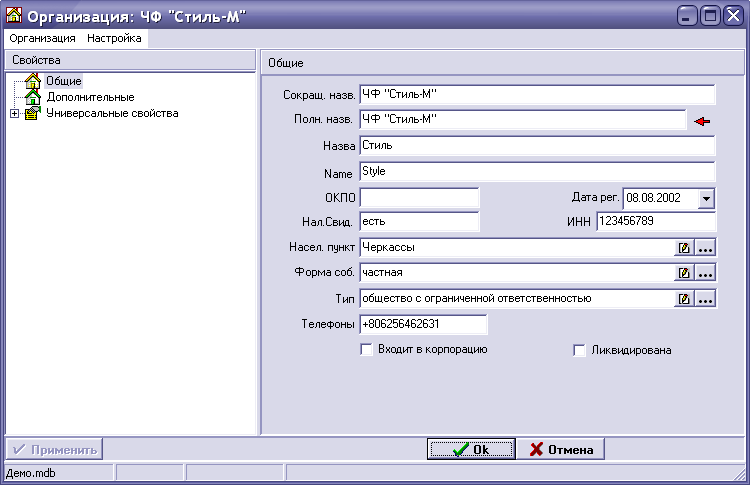 Организация: ЧФ "Стиль-М"
Организация Настройка
Свойства
Общие
Дополнительные
Универсальные свойства
Общие
Сокращ. назв. ЧФ "Стиль-М"
Полн. назв. ЧФ "Стиль-М"
Назва Стиль
Name Style
ОКПО Дата рег. 08.08.2002
Нал.Свид. есть ИНН 123456789
Насел. пункт Черкассы ...
Форма соб. частная ...
Тип общество с ограниченной ответственностью ...
Телефоны +806256462631
Входит в корпорацию Ликвидирована
Применить Ok Отмена
Демо.mdb